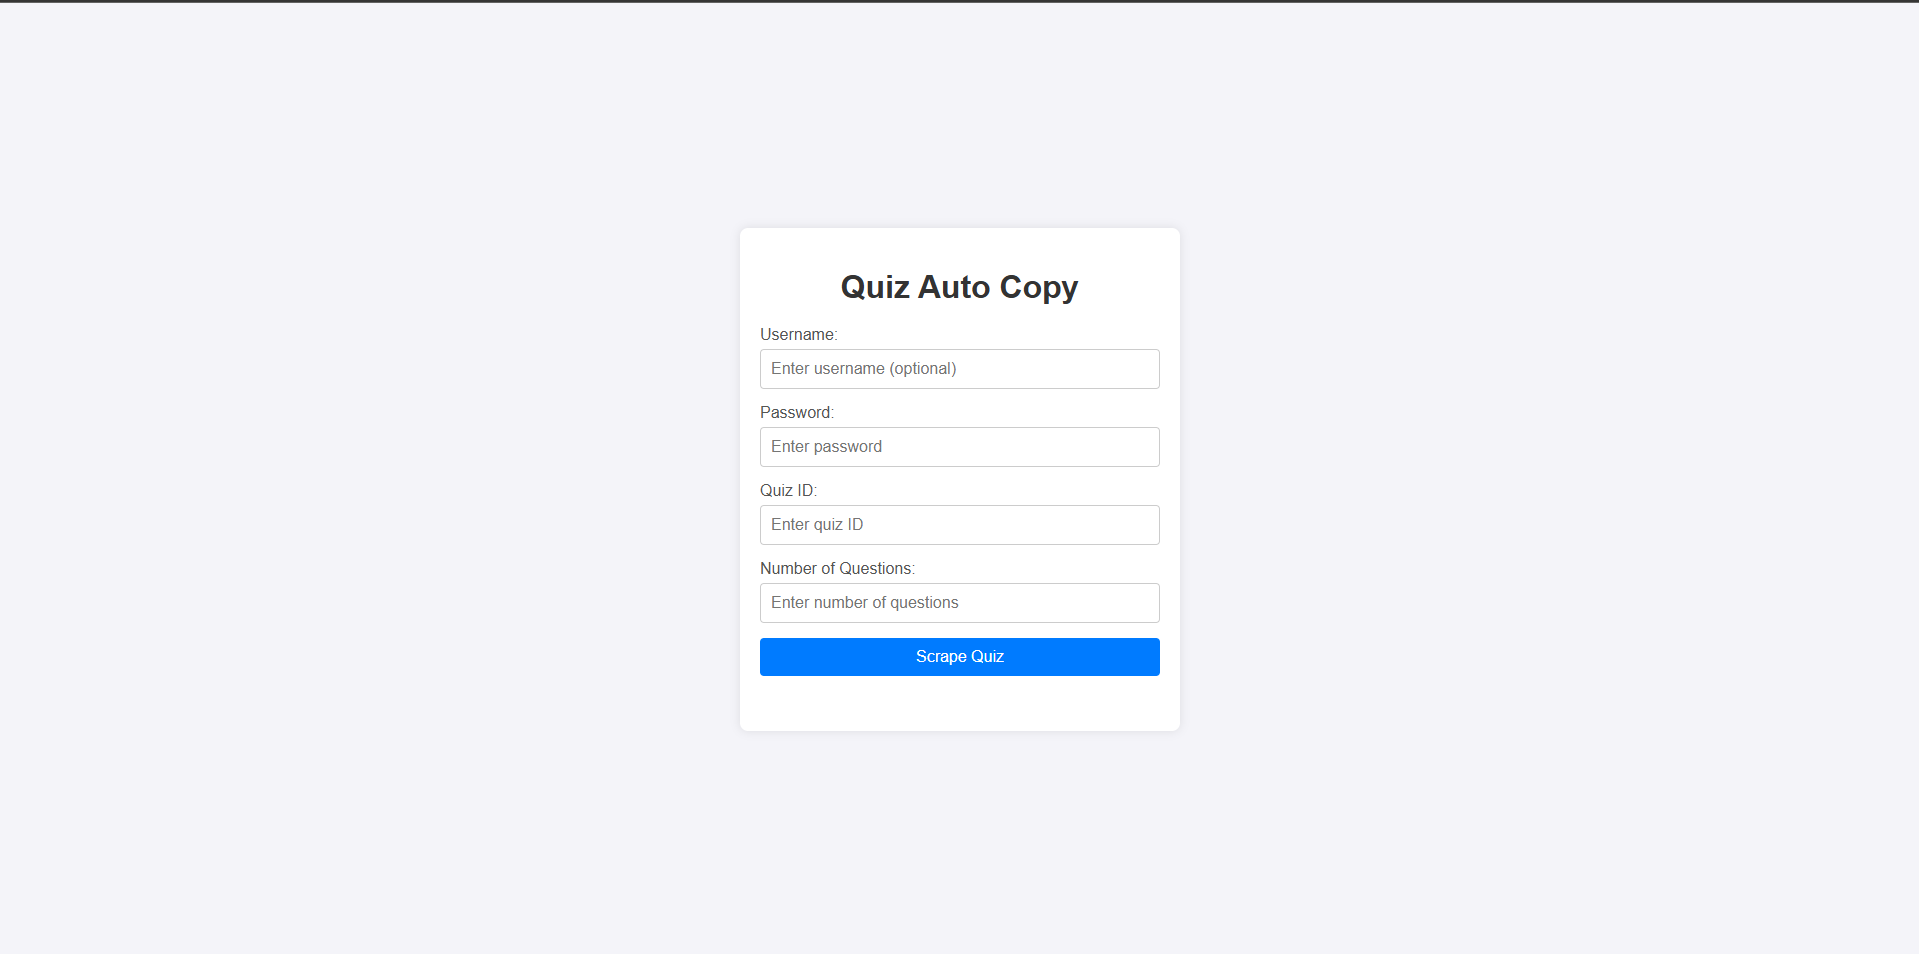 Quiz Auto Copy
Username:
Enter username (optional)
Password:
Enter password
Quiz ID:
Enter quiz ID
Number of Questions:
Enter number of questions
Scrape Quiz